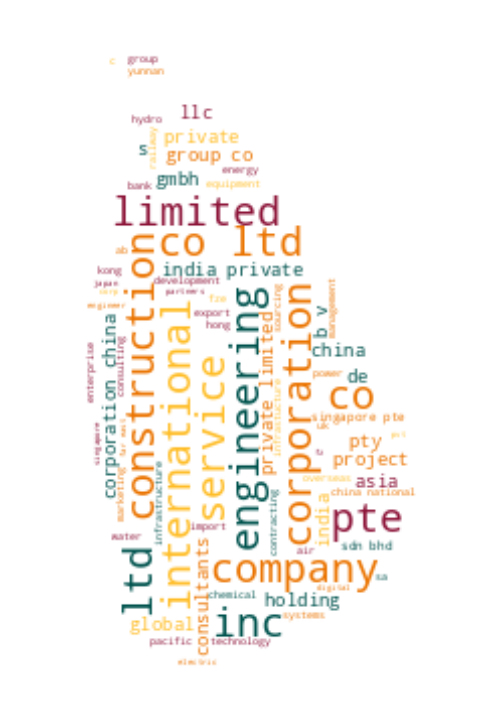 c group
yunnan
llc
hydro
railway
private
s
group co
energy
bank
gmbh
equipment
limited
construction
co ltd
ab
india private
kong
development
japan
partners
corp
engineer
fze
export
hong
international
engineering
sourcing
corporation
management
b v
enterprise
corporation china
consulting
service
private limited
infrastructure
china
power
de
co
singapore pte
uk
pty
project
singapore
far east
marketing
infrastructure
overseas
asia
china national
contracting
india
pte
import
water
air
sdn bhd
ltd
consultants
company
sa
digital
chemical
holding
inc
systems
global
pacific
technology
electric